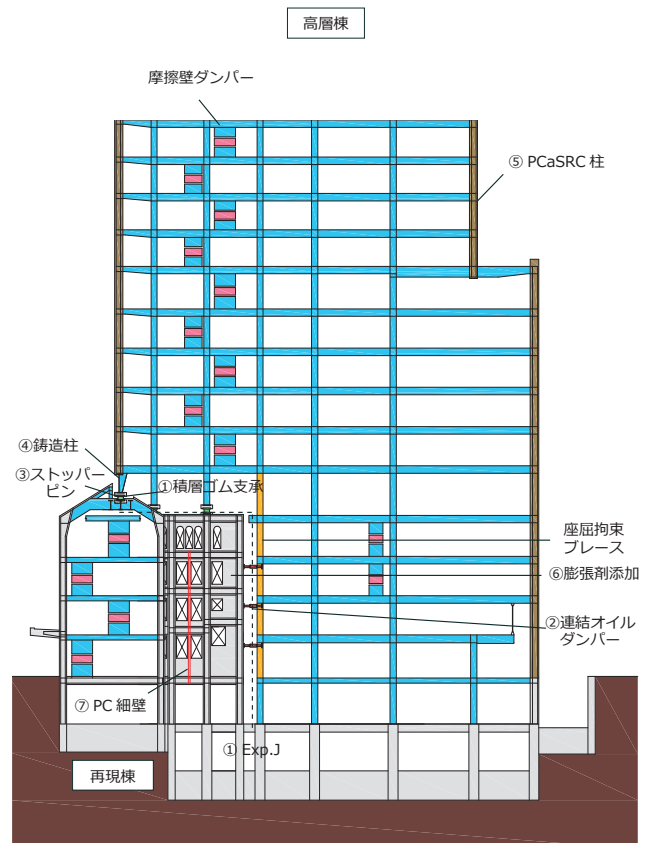 高層棟
摩擦壁ダンパー
⑤ PCaSRC 柱
④鋳造柱
③ストッパー
ピン
①積層ゴム支承
座屈拘束
ブレース
⑥膨張剤添加
②連結オイル
ダンパー
⑦ PC 細壁
① Exp.J
再現棟